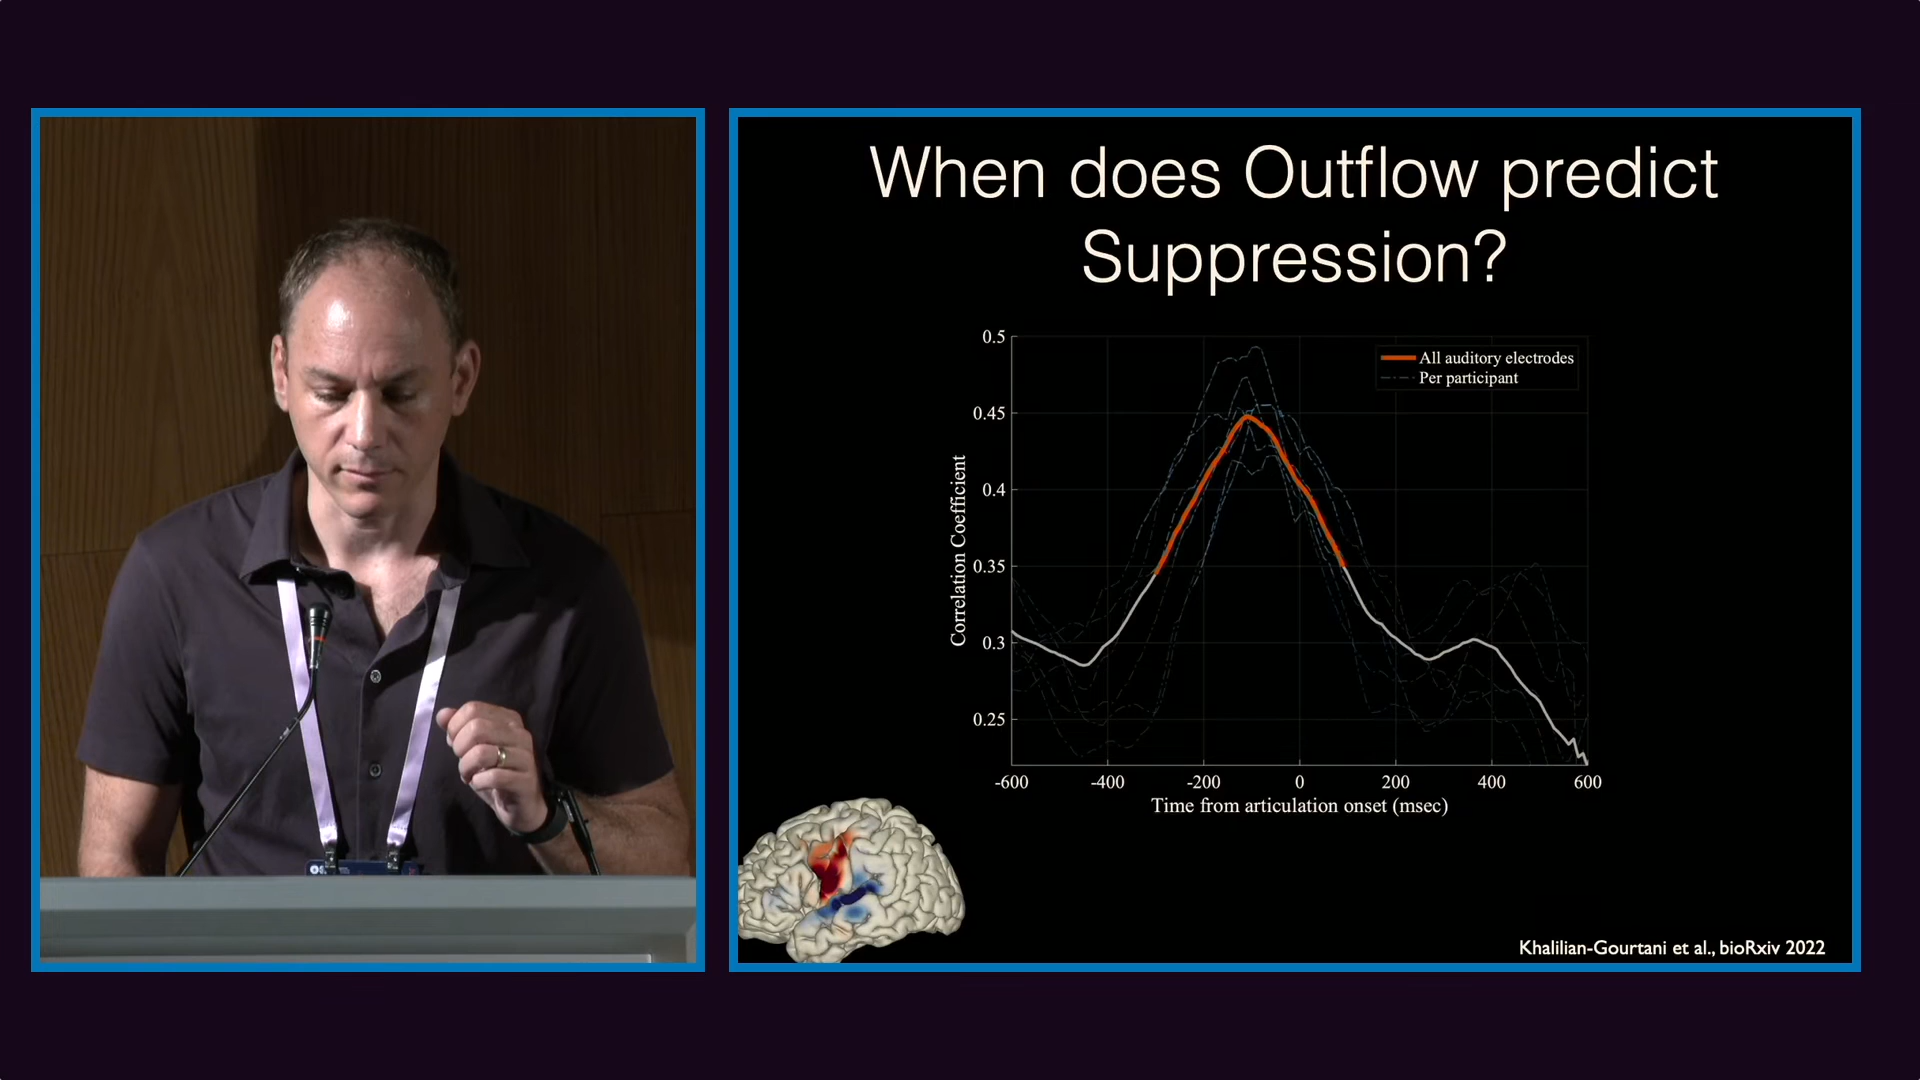 When does Outflow predict
Suppression?
0.5
0.45
0.4
0.35
0.3
0.25
Correlation Coefficient
All auditory electrodes
Per participant
-600 -400 -200 0 200 400 600
Time from articulation onset (msec)
Khalilian-Gourtani et al., bioRxiv 2022